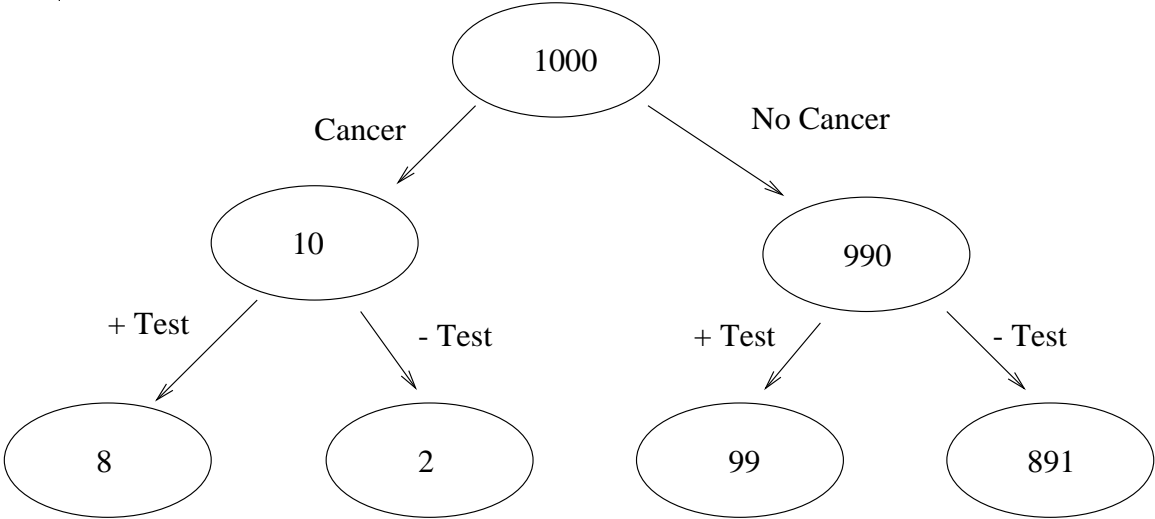 1000
Cancer
No Cancer
10
990
+ Test
- Test
+ Test
- Test
8
2
99
891